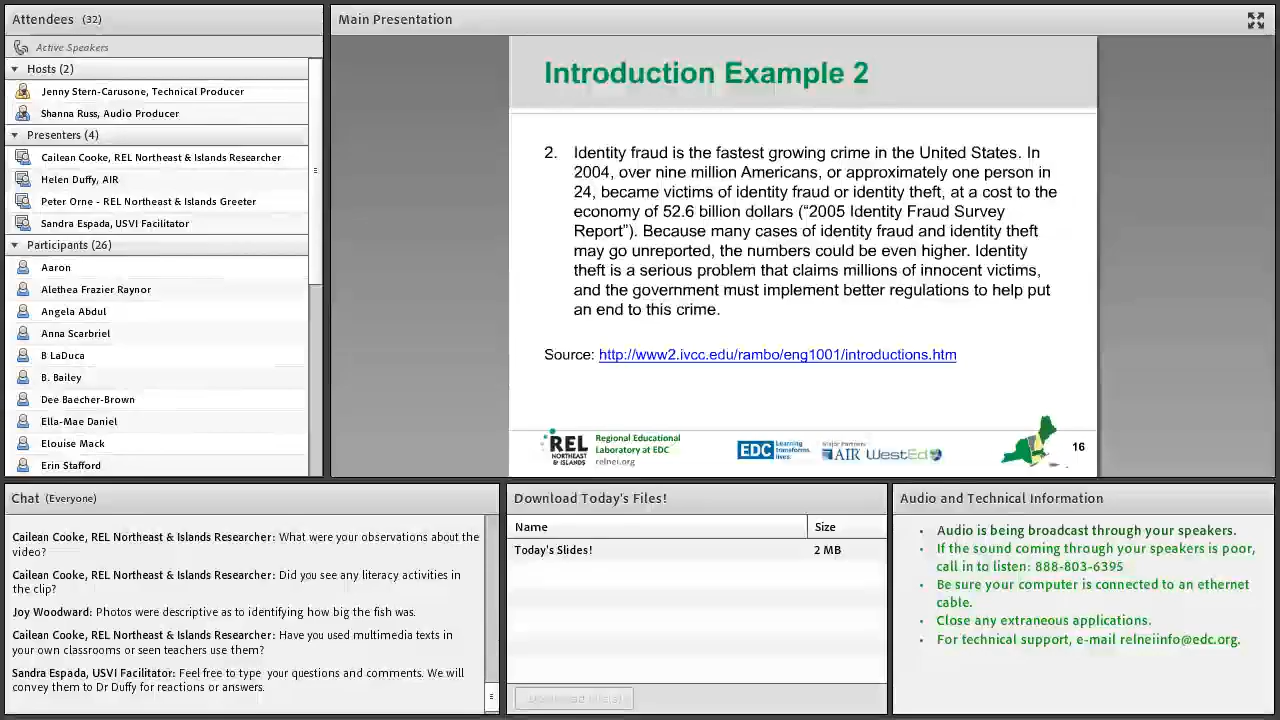 Attendees (32)
Active Speakers
Hosts (2)
Jenny Stern-Carusone, Technical Producer
Shanna Russ, Audio Producer
Presenters (4)
Cailean Cooke, REL Northeast & Islands Researcher
Helen Duffy, AIR
Peter Orne - REL Northeast & Islands Greeter
Sandra Espada, USVI Facilitator
Participants (26)
Aaron
Alethea Frazier Raynor
Angela Abdul
Anna Scarbriel
B LaDuca
B. Bailey
Dee Baecher-Brown
Ella-Mae Daniel
Elouise Mack
Erin Stafford
Main Presentation
Introduction Example 2
2. Identity fraud is the fastest growing crime in the United States. In
2004, over nine million Americans, or approximately one person in
24, became victims of identity fraud or identity theft, at a cost to the
economy of 52.6 billion dollars (“2005 Identity Fraud Survey
Report”). Because many cases of identity fraud and identity theft
may go unreported, the numbers could be even higher. Identity
theft is a serious problem that claims millions of innocent victims,
and the government must implement better regulations to help put
an end to this crime.
Source: http://www2.ivcc.edu/rambo/eng1001/introductions.htm
REL
NORTHEAST
& ISLANDS
Regional Educational
Laboratory at EDC
relnei.org
EDC
Learning
transforms
lives.
Major Partners
AIR WestEd
16
Chat (Everyone)
Cailean Cooke, REL Northeast & Islands Researcher: What were your observations about the
video?
Cailean Cooke, REL Northeast & Islands Researcher: Did you see any literacy activities in
the clip?
Joy Woodward: Photos were descriptive as to identifying how big the fish was.
Cailean Cooke, REL Northeast & Islands Researcher: Have you used multimedia texts in
your own classrooms or seen teachers use them?
Sandra Espada, USVI Facilitator: Feel free to type your questions and comments. We will
convey them to Dr Duffy for reactions or answers.
Download Today's Files!
Name Size
Today's Slides! 2 MB
Download File(s)
Audio and Technical Information
• Audio is being broadcast through your speakers.
• If the sound coming through your speakers is poor,
call in to listen: 888-803-6395
• Be sure your computer is connected to an ethernet
cable.
• Close any extraneous applications.
• For technical support, e-mail relneiinfo@edc.org.